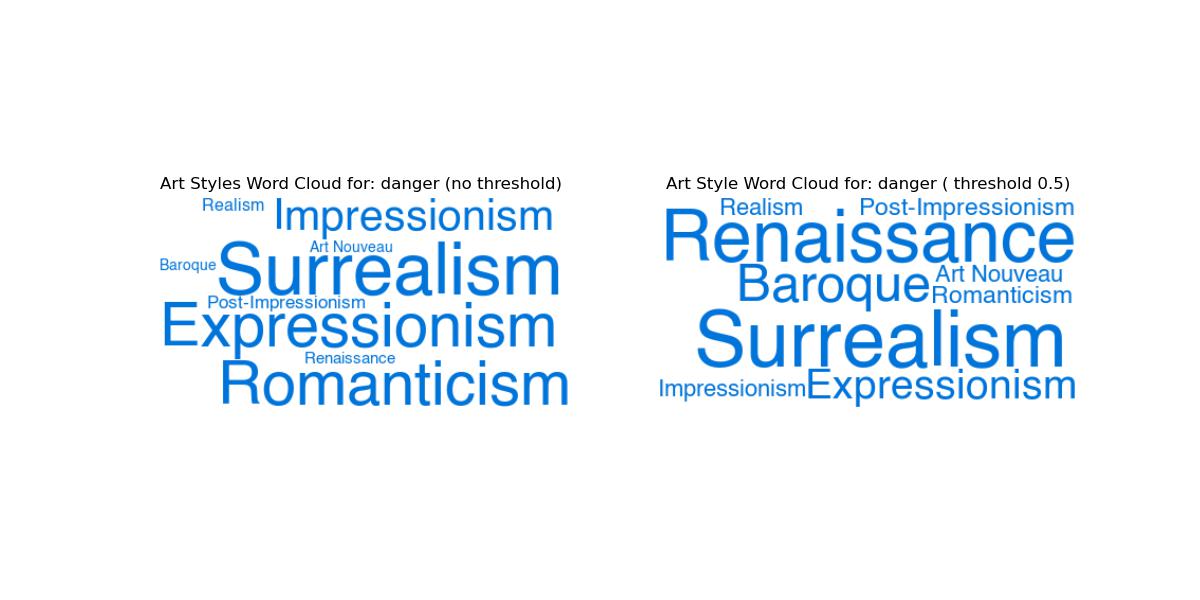 Art Styles Word Cloud for: danger (no threshold)
Realism
Impressionism
Art Nouveau
Baroque
Surrealism
Post-Impressionism
Expressionism
Renaissance
Romanticism
Art Style Word Cloud for: danger ( threshold 0.5)
Realism
Post-Impressionism
Renaissance
Baroque
Art Nouveau
Romanticism
Surrealism
Impressionism
Expressionism